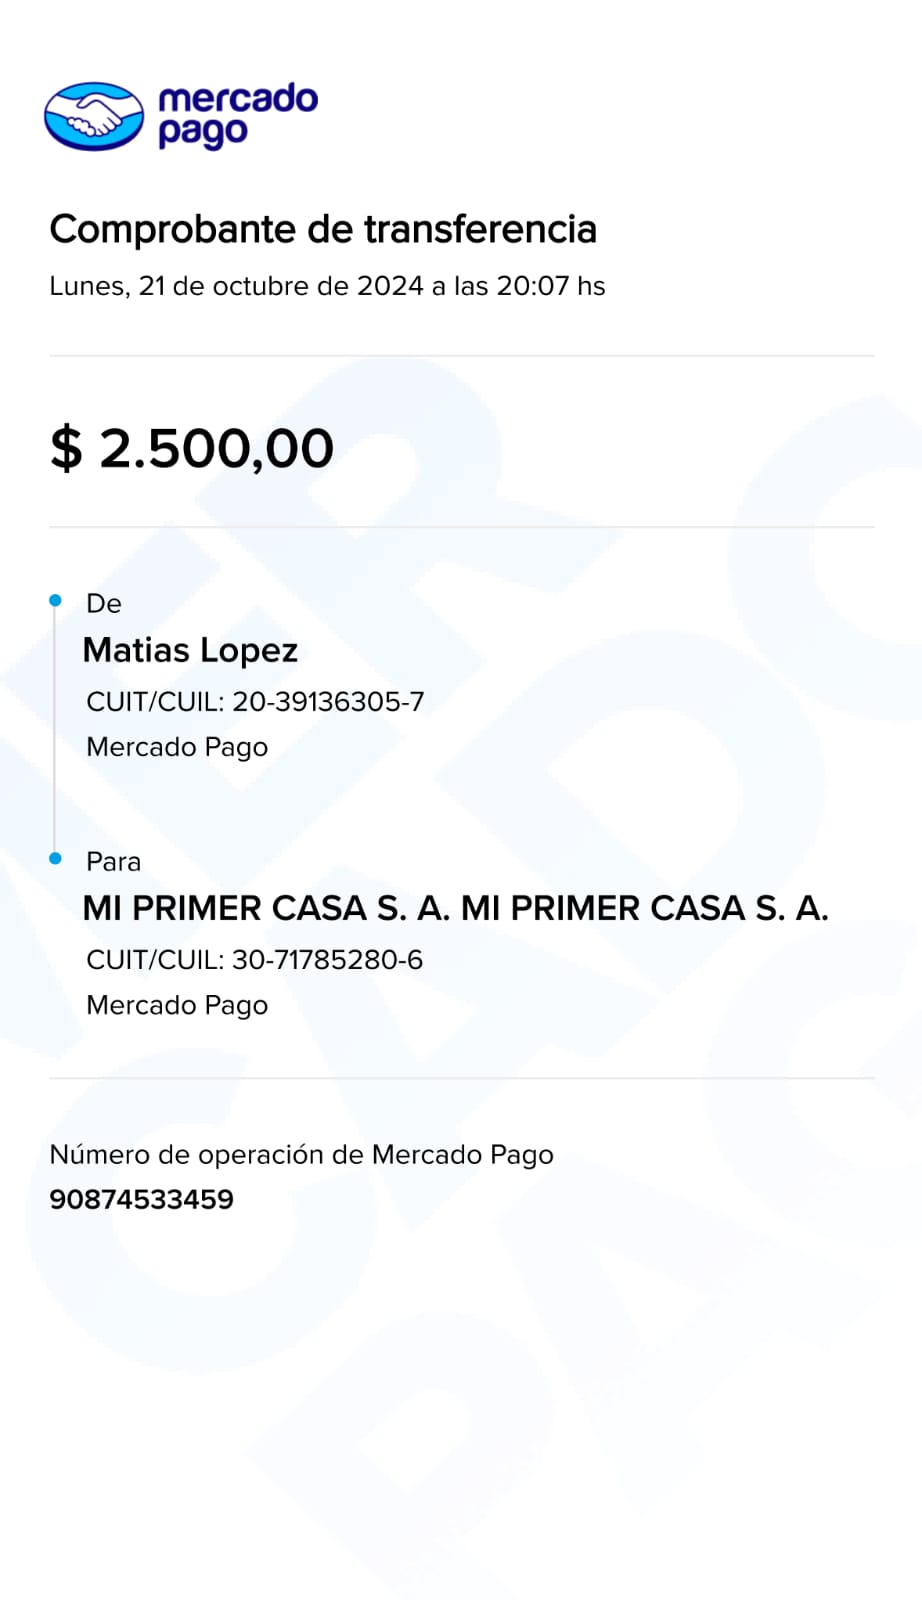 mercado
pago
Comprobante de transferencia
Lunes, 21 de octubre de 2024 a las 20:07 hs
$ 2.500,00
De
Matias Lopez
CUIT/CUIL: 20-39136305-7
Mercado Pago
Para
MI PRIMER CASA S. A. MI PRIMER CASA S. A.
CUIT/CUIL: 30-71785280-6
Mercado Pago
Número de operación de Mercado Pago
90874533459